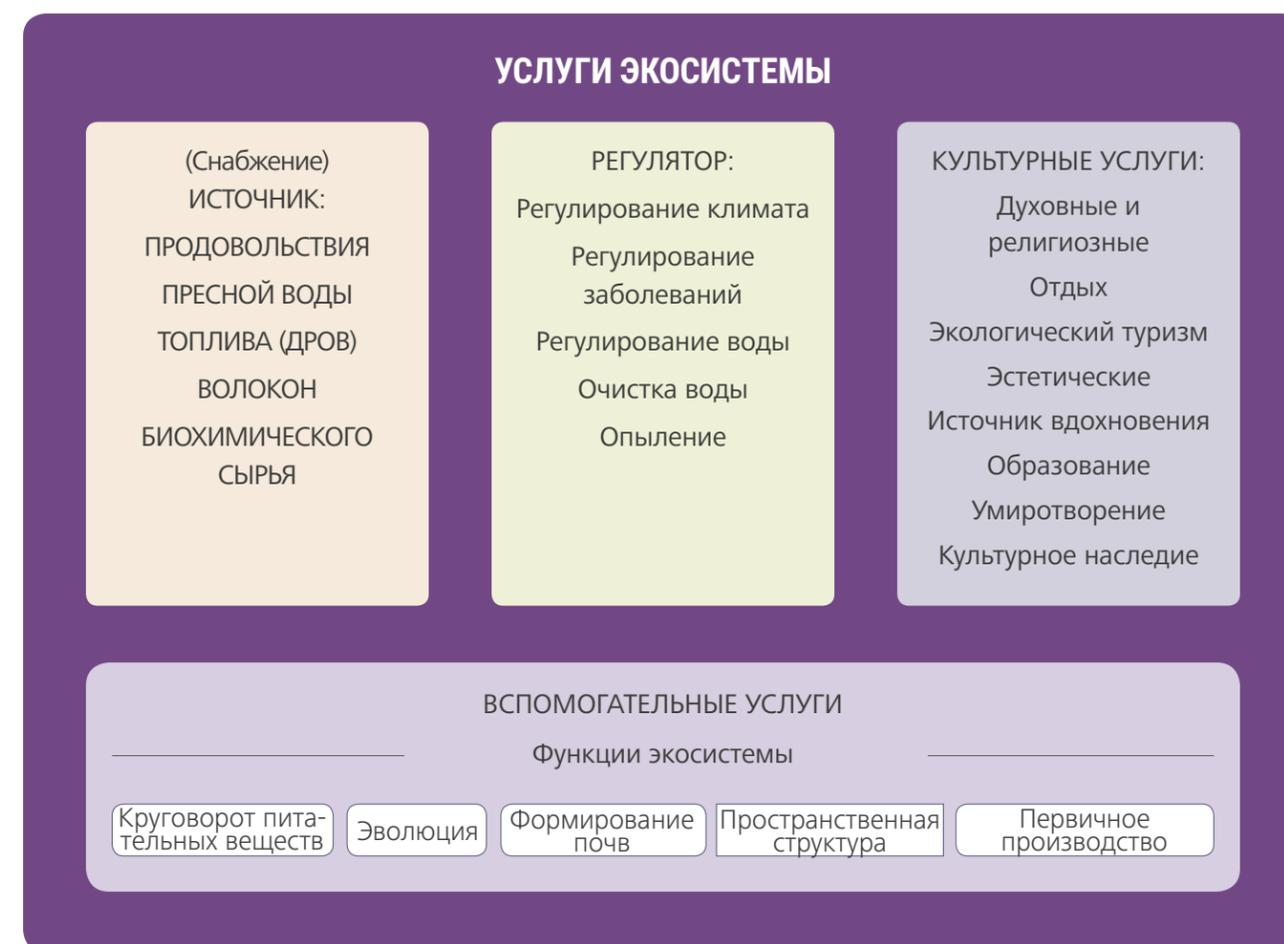 УСЛУГИ ЭКОСИСТЕМЫ
(Снабжение)
ИСТОЧНИК:
ПРОДОВОЛЬСТВИЯ
ПРЕСНОЙ ВОДЫ
ТОПЛИВА (ДРОВ)
ВОЛОКОН
БИОХИМИЧЕСКОГО
СЫРЬЯ
РЕГУЛЯТОР:
Регулирование климата
Регулирование
заболеваний
Регулирование воды
Очистка воды
Опыление
КУЛЬТУРНЫЕ УСЛУГИ:
Духовные и
религиозные
Отдых
Экологический туризм
Эстетические
Источник вдохновения
Образование
Умиротворение
Культурное наследие
ВСПОМОГАТЕЛЬНЫЕ УСЛУГИ
Функции экосистемы
Круговорот пита-
тельных веществ
Эволюция
Формирование
почв
Пространственная
структура
Первичное
производство